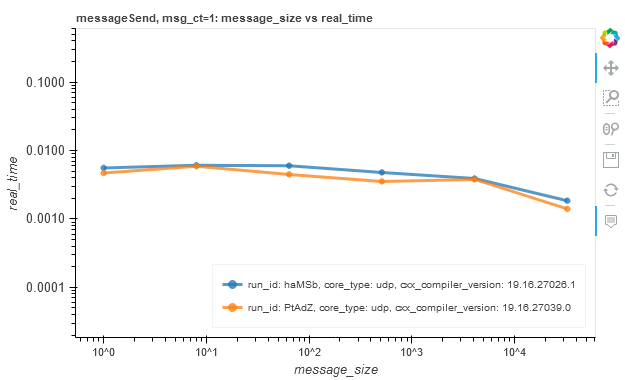 messageSend, msg_ct=1: message_size vs real_time
0.1000
0.0100
0.0010
0.0001
real_time
run_id: haMSb, core_type: udp, cxx_compiler_version: 19.16.27026.1
run_id: PtAdZ, core_type: udp, cxx_compiler_version: 19.16.27039.0
10^0
10^1
10^2
10^3
10^4
message_size